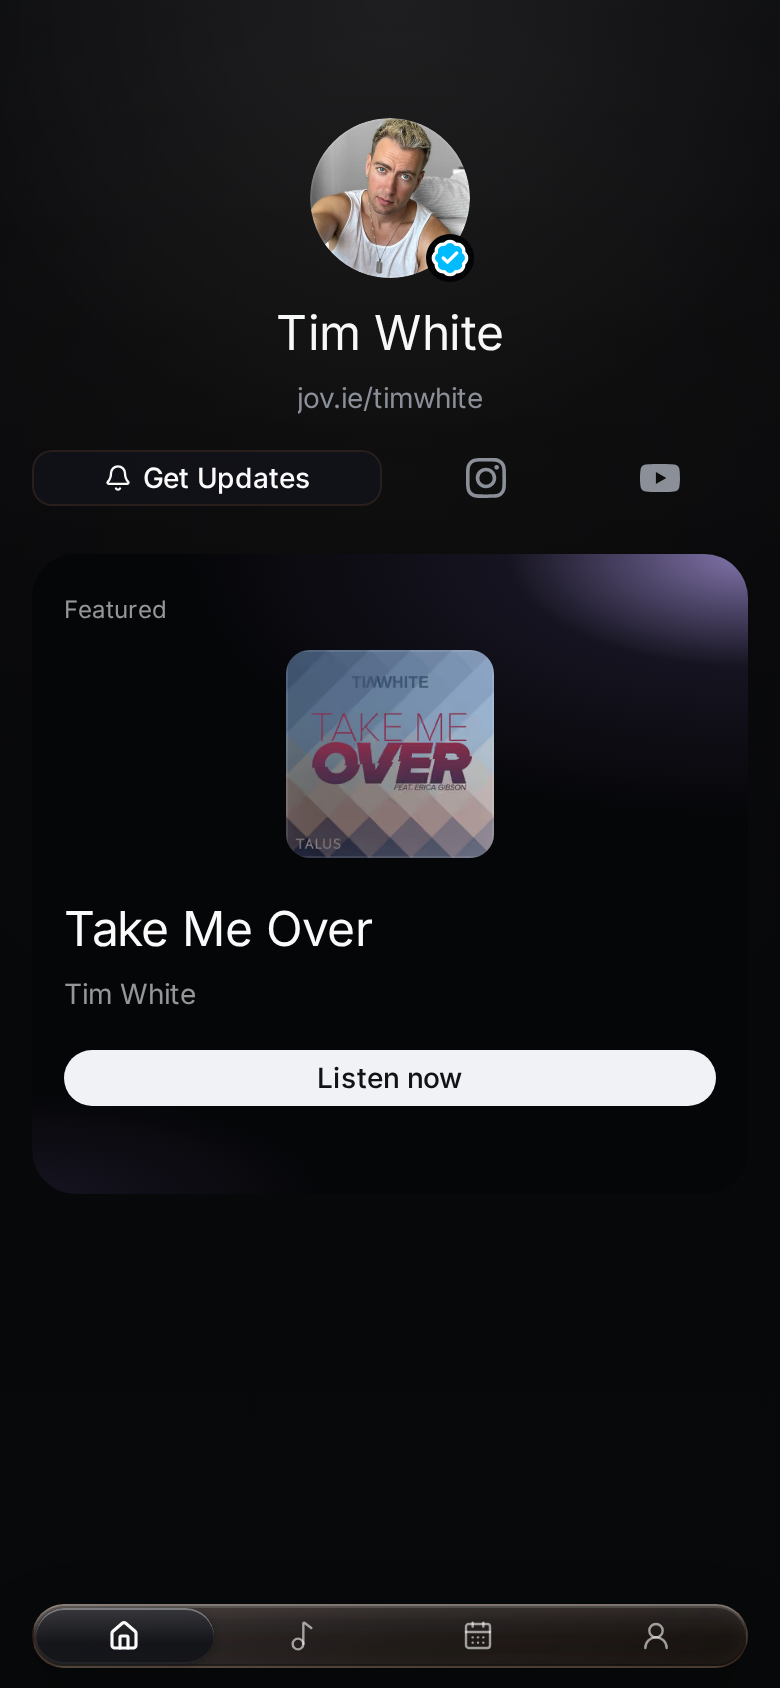 Tim White
jov.ie/timwhite
Get Updates
Featured
TIMWHITE
TAKE ME
OVER
FEAT. ERICA GIBSON
TALUS
Take Me Over
Tim White
Listen now